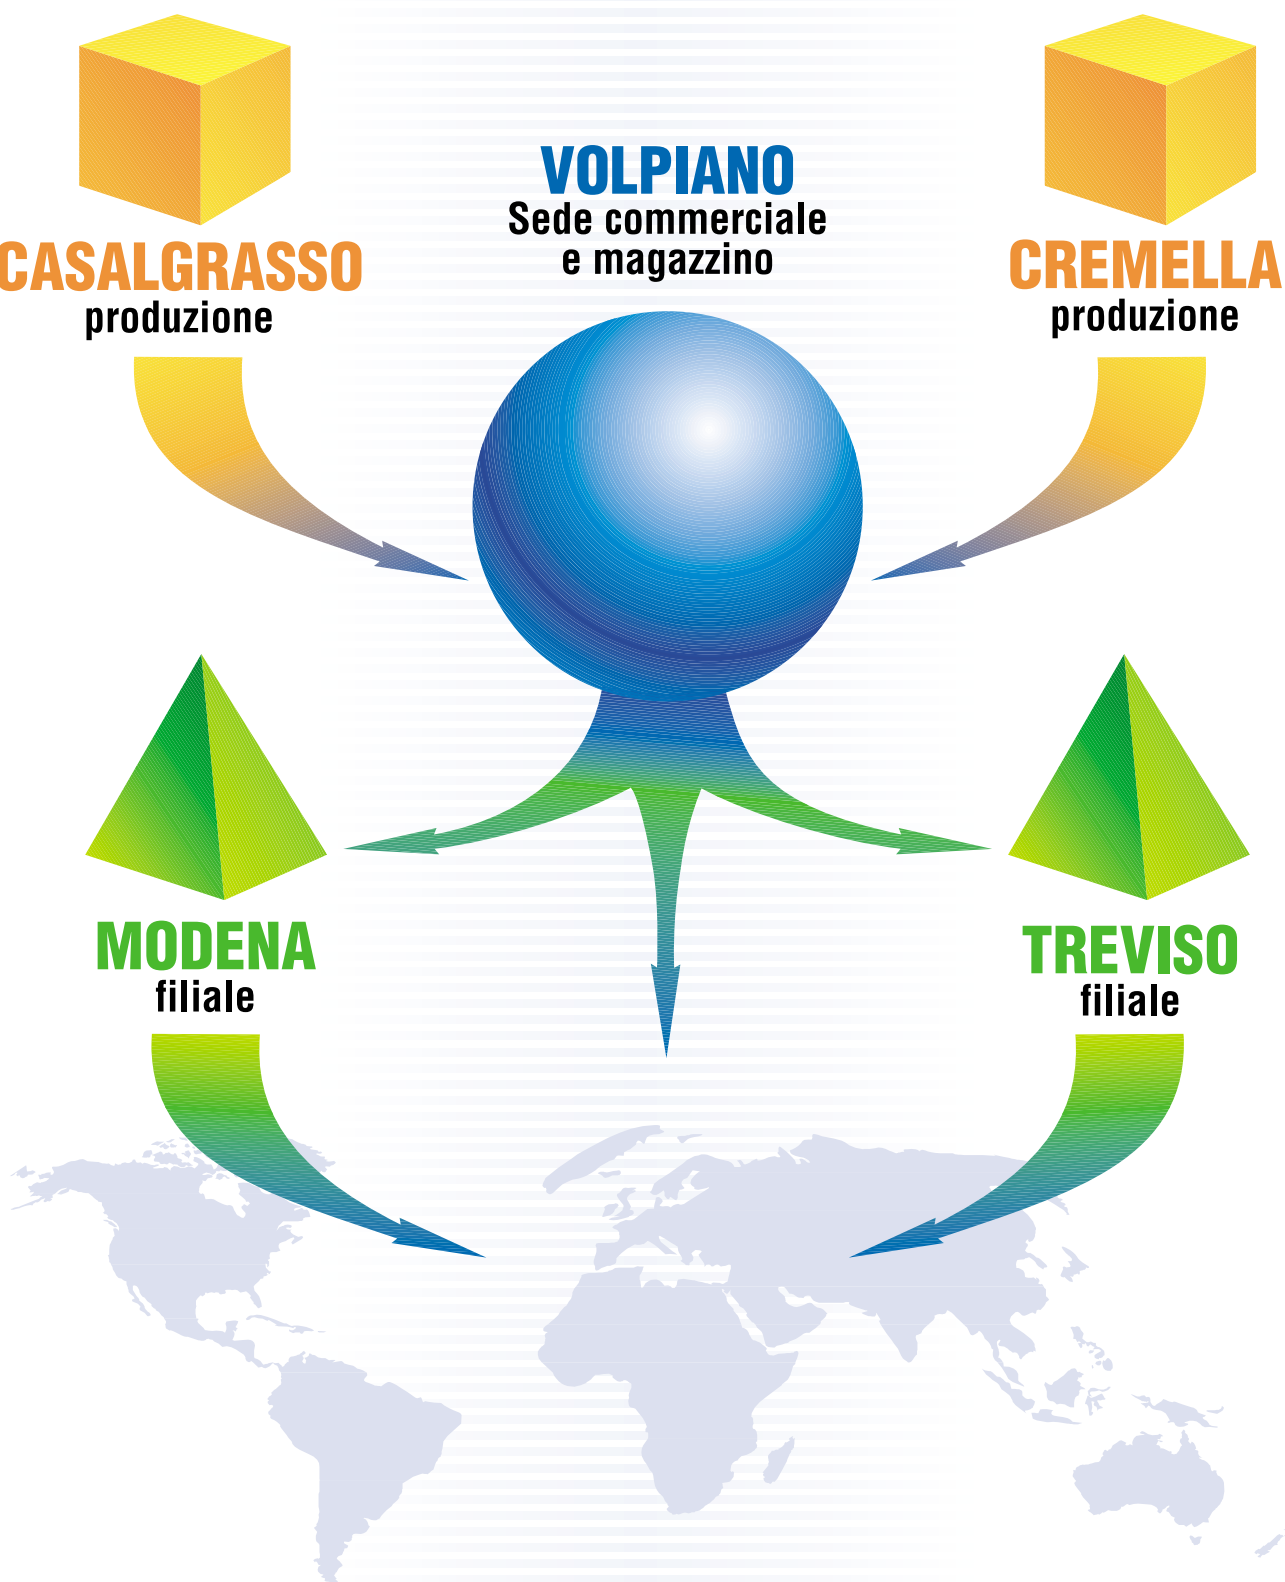 VOLPIANO
Sede commerciale
e magazzino
CASALGRASSO
produzione
CREMELLA
produzione
MODENA
filiale
TREVISO
filiale